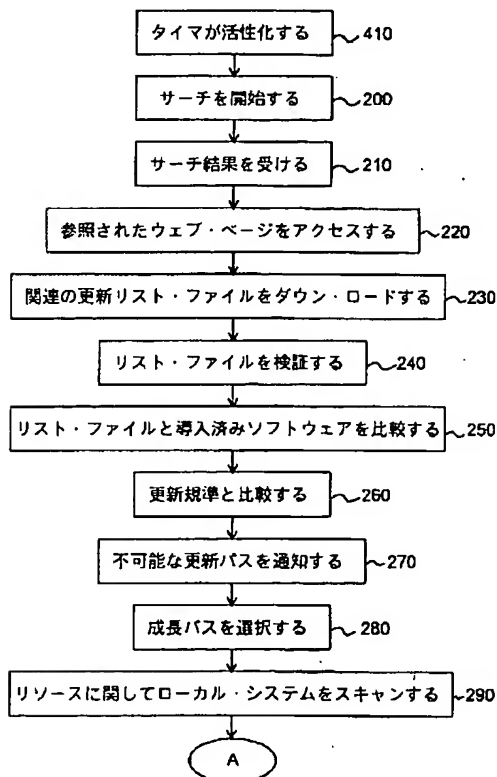 タイマが活性化する 410
サーチを開始する 200
サーチ結果を受ける 210
参照されたウェブ・ページをアクセスする 220
関連の更新リスト・ファイルをダウン・ロードする 230
リスト・ファイルを検証する 240
リスト・ファイルと導入済みソフトウェアを比較する 250
更新規準と比較する 260
不可能な更新パスを通知する 270
成長パスを選択する 280
リソースに関してローカル・システムをスキャンする 290
A